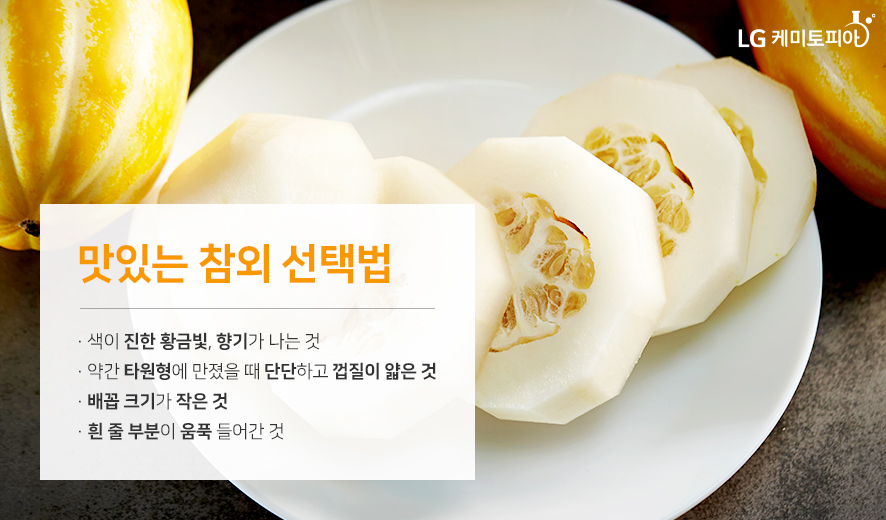 LG 케미토피아
맛있는 참외 선택법
· 색이 진한 황금빛, 향기가 나는 것
· 약간 타원형에 만졌을 때 단단하고 껍질이 얇은 것
· 배꼽 크기가 작은 것
· 흰 줄 부분이 움푹 들어간 것